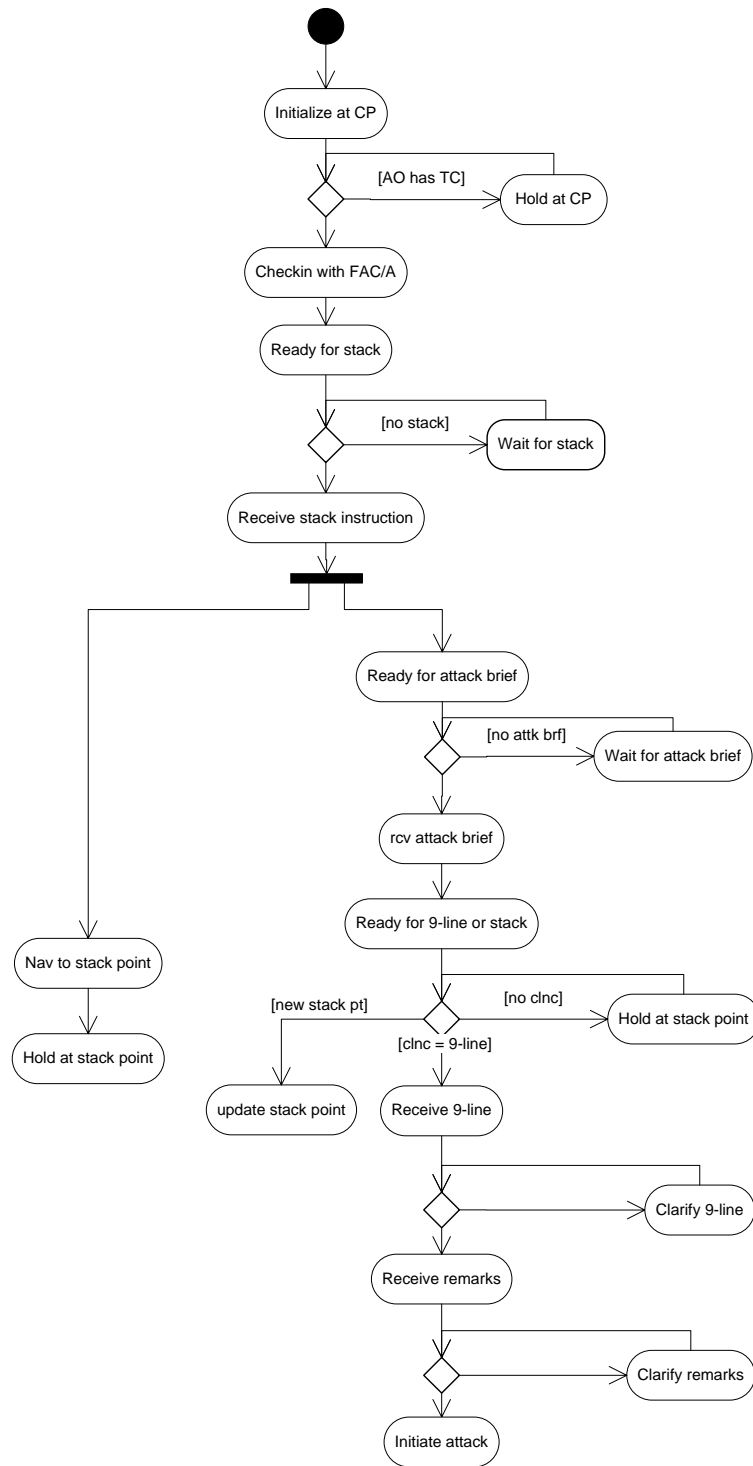 Initialize at CP
[AO has TC]
Hold at CP
Checkin with FAC/A
Ready for stack
[no stack]
Wait for stack
Receive stack instruction
Ready for attack brief
[no attk brf]
Wait for attack brief
rcv attack brief
Ready for 9-line or stack
Nav to stack point
[new stack pt]
[no clnc]
Hold at stack point
[clnc = 9-line]
Hold at stack point
update stack point
Receive 9-line
Clarify 9-line
Receive remarks
Clarify remarks
Initiate attack